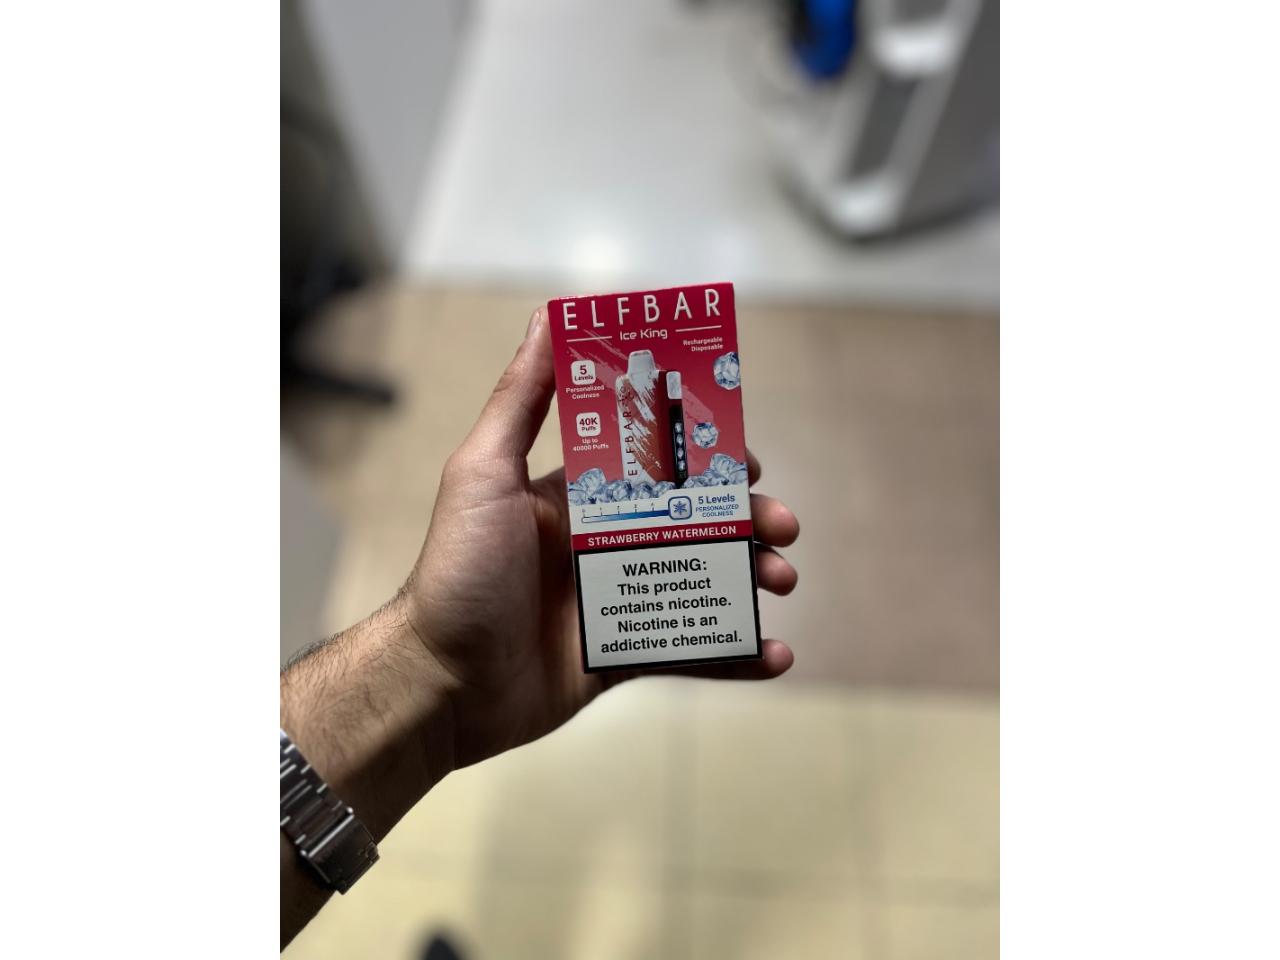 ELFBAR
Ice King
Rechargeable
Disposable
5
Levels
Personalized
Coolness
40K
Puffs
Up to
40000 Puffs
ELFBAR
5 Levels
PERSONALIZED
COOLNESS
STRAWBERRY WATERMELON
WARNING:
This product
contains nicotine.
Nicotine is an
addictive chemical.